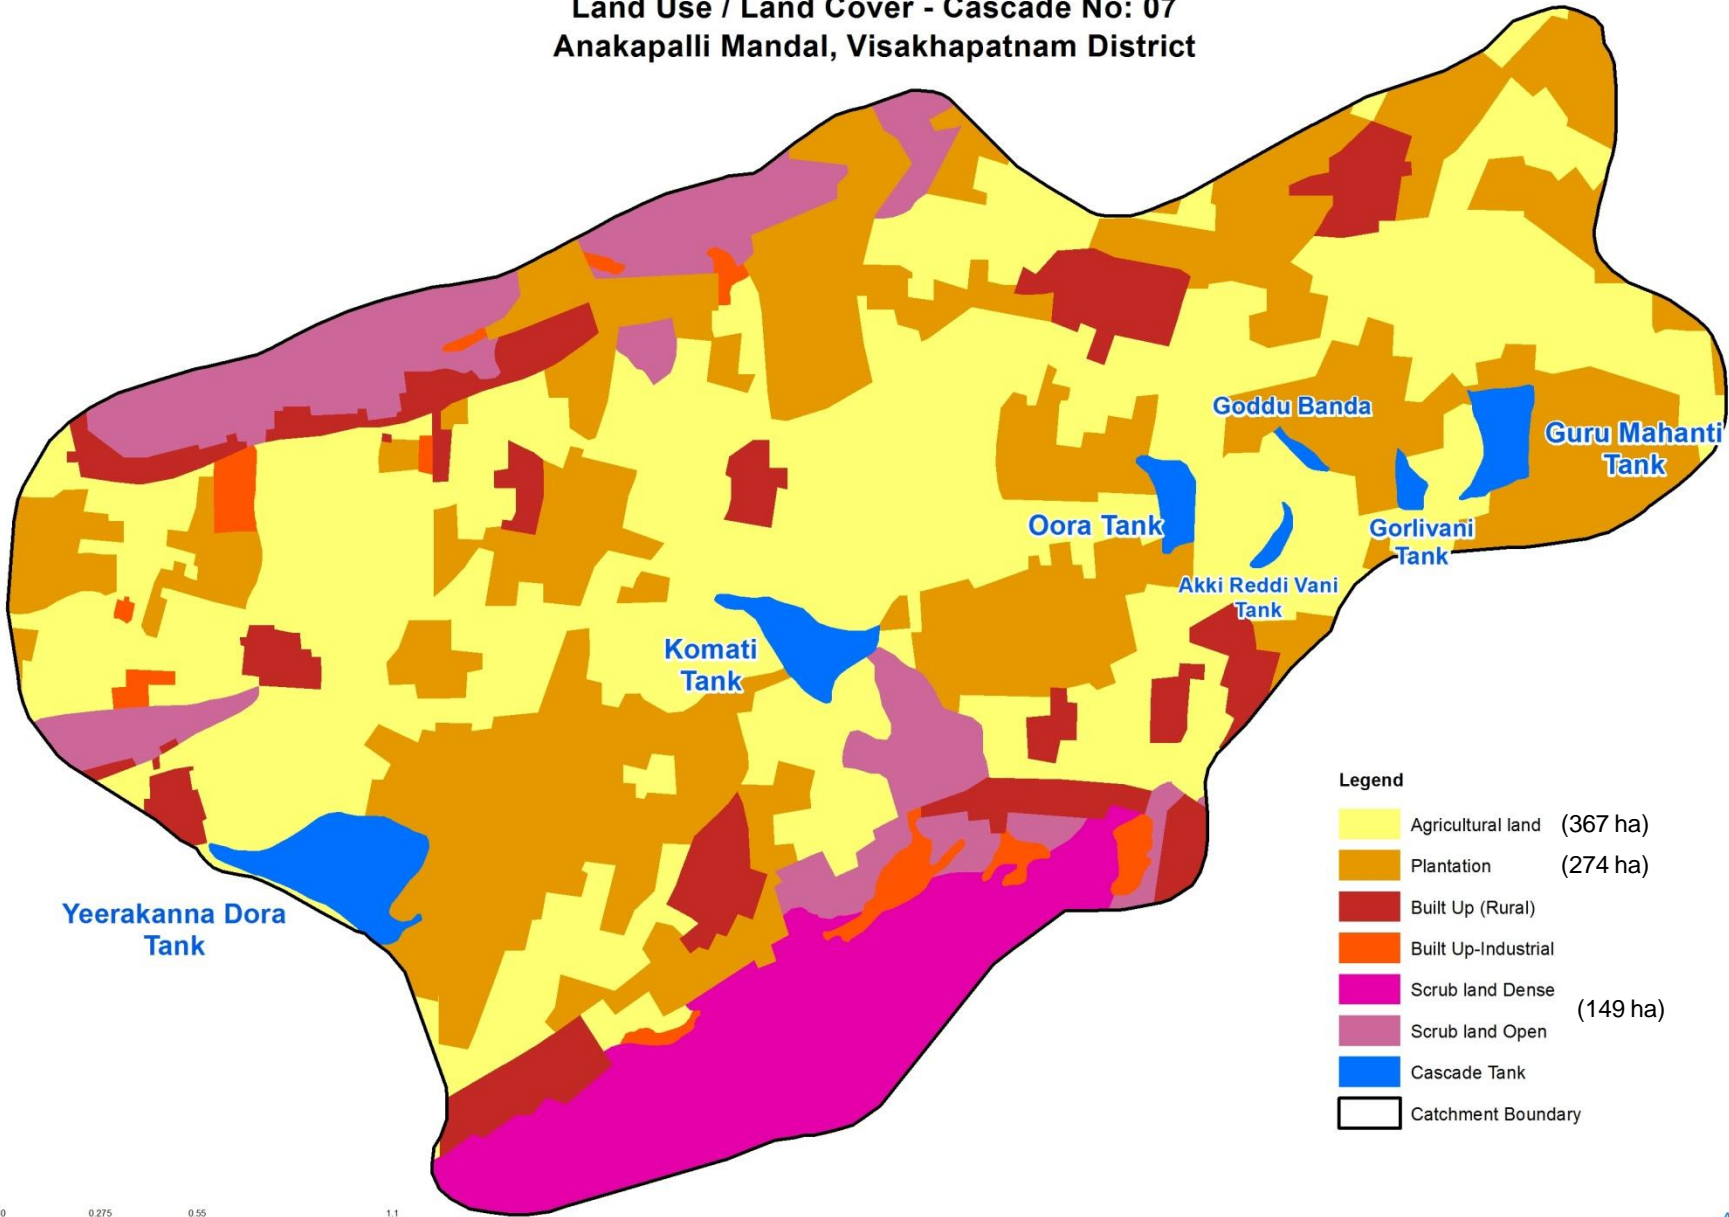 Land Use / Land Cover - Cascade No: 07
Anakapalli Mandal, Visakhapatnam District
Goddu Banda
Guru Mahanti
Tank
Oora Tank
Gorlivani
Tank
Akki Reddi Vani
Tank
Komati
Tank
Yeerakanna Dora
Tank
Legend
Agricultural land (367 ha)
Plantation (274 ha)
Built Up (Rural)
Built Up-Industrial
Scrub land Dense
(149 ha)
Scrub land Open
Cascade Tank
Catchment Boundary
0 0.275 0.55 1.1